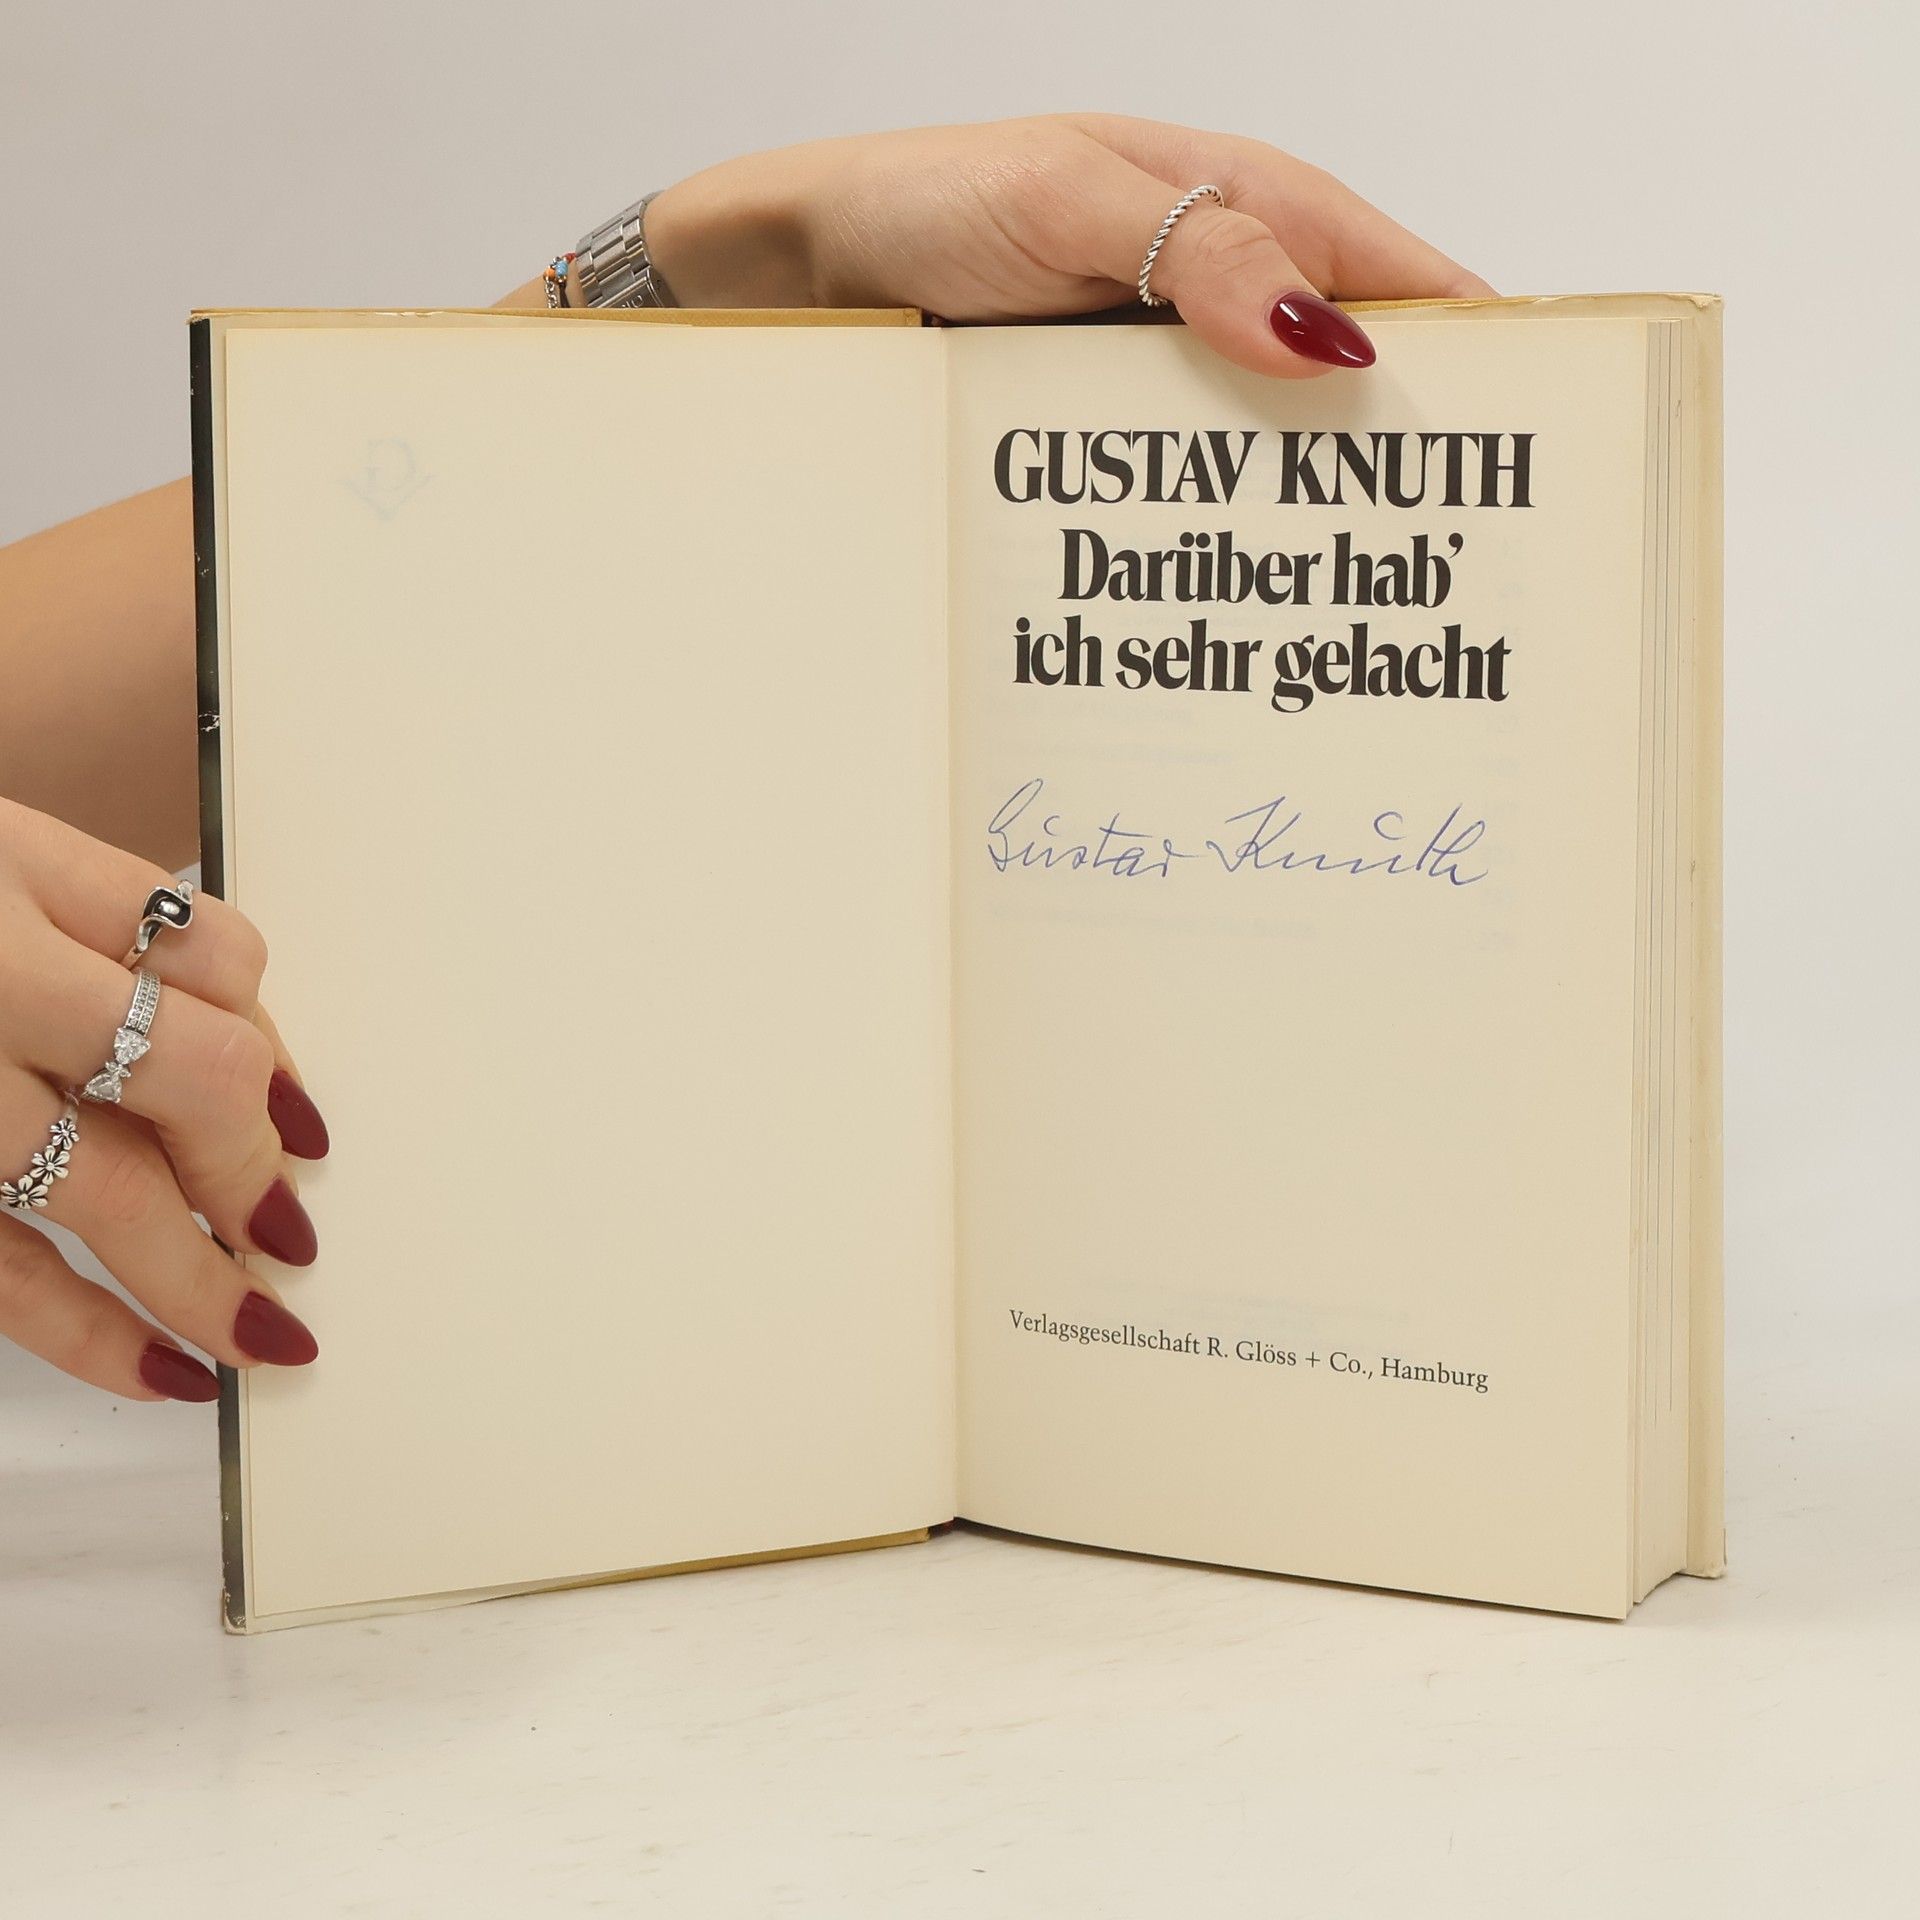 GUSTAV KNUTH
Darüber hab’
ich sehr gelacht
Gustav Knuth
Verlagsgesellschaft R. Glöss + Co., Hamburg